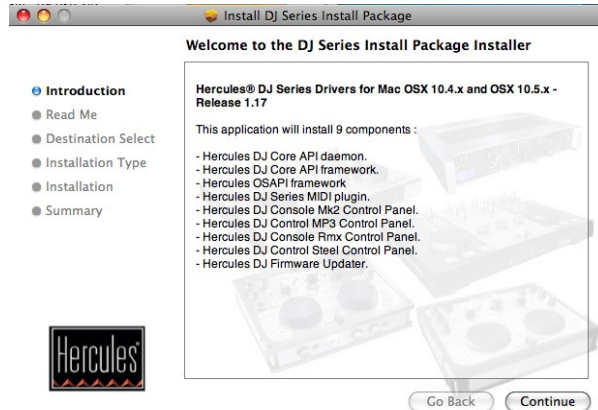 Install DJ Series Install Package
Welcome to the DJ Series Install Package Installer
Introduction
Read Me
Destination Select
Installation Type
Installation
Summary
Hercules® DJ Series Drivers for Mac OSX 10.4.x and OSX 10.5.x -
Release 1.17
This application will install 9 components :
- Hercules DJ Core API daemon.
- Hercules DJ Core API framework.
- Hercules OSAPI framework
- Hercules DJ Series MIDI plugin.
- Hercules DJ Console Mk2 Control Panel.
- Hercules DJ Control MP3 Control Panel.
- Hercules DJ Console Rmx Control Panel.
- Hercules DJ Control Steel Control Panel.
- Hercules DJ Firmware Updater.
Hercules®
Go Back
Continue